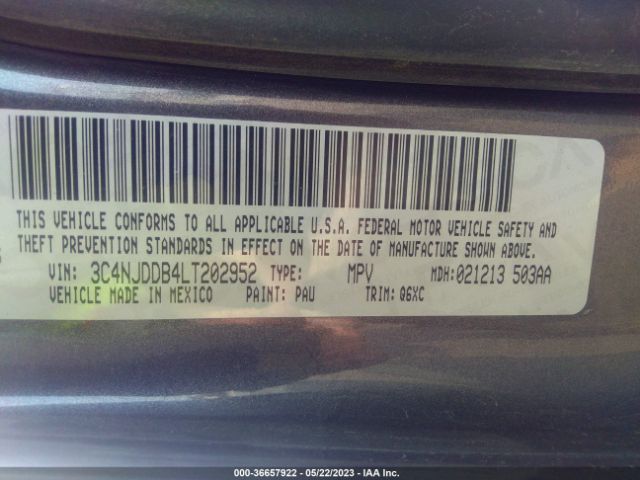 THIS VEHICLE CONFORMS TO ALL APPLICABLE U.S.A. FEDERAL MOTOR VEHICLE SAFETY AND
THEFT PREVENTION STANDARDS IN EFFECT ON THE DATE OF MANUFACTURE SHOWN ABOVE.
VIN: 3C4NJDDB4LT202952 TYPE: MPV MDH:021213 503AA
VEHICLE MADE IN MEXICO PAINT: PAU TRIM: Q6XC
000-36657922 - 05/22/2023 - IAA Inc.